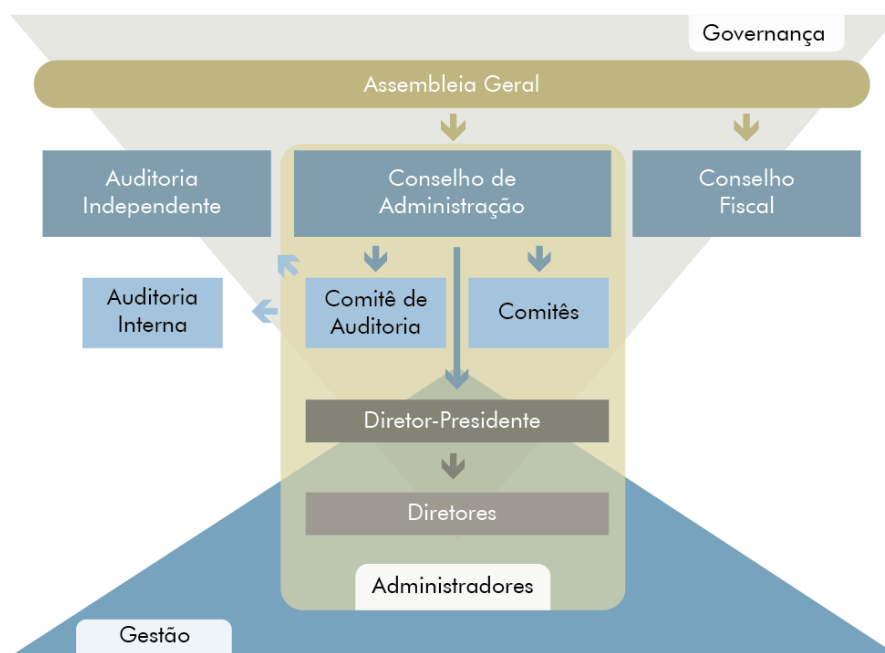 Governança
Assembleia Geral
Auditoria
Independente
Conselho de
Administração
Conselho
Fiscal
Auditoria
Interna
Comitê de
Auditoria
Comitês
Diretor-Presidente
Diretores
Administradores
Gestão